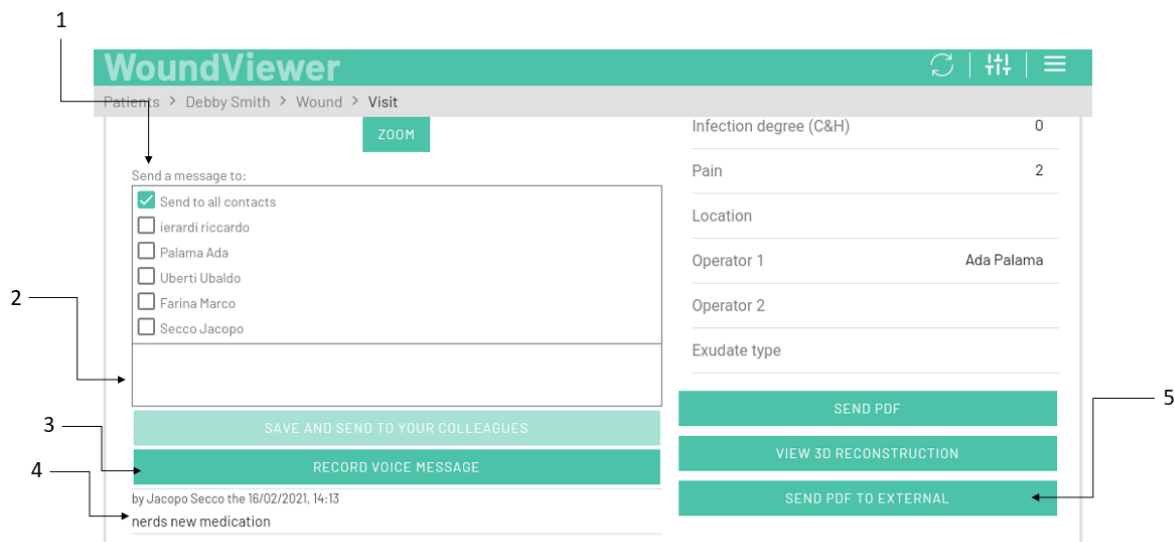 1
WoundViewer
Patients > Debby Smith > Wound > Visit
ZOOM
Send a message to:
Send to all contacts
ierardi riccardo
Palama Ada
Uberti Ubaldo
Farina Marco
Secco Jacopo
2
SAVE AND SEND TO YOUR COLLEAGUES
3
RECORD VOICE MESSAGE
4
by Jacopo Secco the 16/02/2021, 14:13
nerds new medication
Infection degree (C&H) 0
Pain 2
Location
Operator 1 Ada Palama
Operator 2
Exudate type
SEND PDF
5
VIEW 3D RECONSTRUCTION
SEND PDF TO EXTERNAL